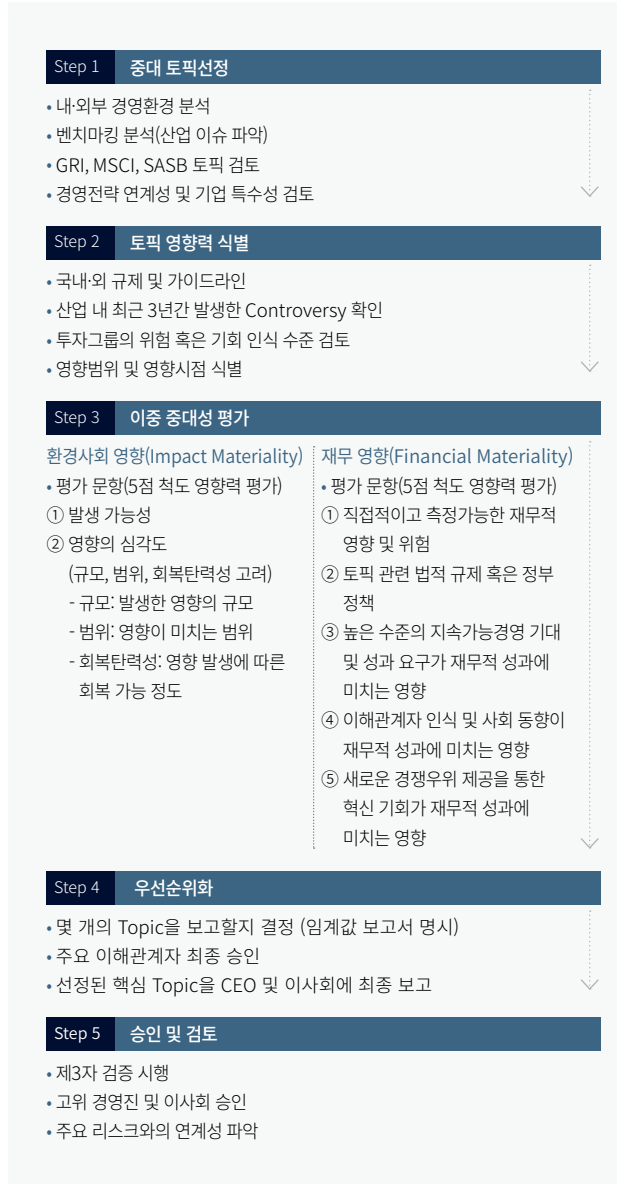 Step 1 중대 토픽선정
• 내·외부 경영환경 분석
• 벤치마킹 분석(산업 이슈 파악)
• GRI, MSCI, SASB 토픽 검토
• 경영전략 연계성 및 기업 특수성 검토
Step 2 토픽 영향력 식별
• 국내·외 규제 및 가이드라인
• 산업 내 최근 3년간 발생한 Controversy 확인
• 투자그룹의 위험 혹은 기회 인식 수준 검토
• 영향범위 및 영향시점 식별
Step 3 이중 중대성 평가
환경사회 영향(Impact Materiality)
• 평가 문항(5점 척도 영향력 평가)
① 발생 가능성
② 영향의 심각도
(규모, 범위, 회복탄력성 고려)
- 규모: 발생한 영향의 규모
- 범위: 영향이 미치는 범위
- 회복탄력성: 영향 발생에 따른
회복 가능 정도
재무 영향(Financial Materiality)
• 평가 문항(5점 척도 영향력 평가)
① 직접적이고 측정가능한 재무적
영향 및 위험
② 토픽 관련 법적 규제 혹은 정부
정책
③ 높은 수준의 지속가능경영 기대
및 성과 요구가 재무적 성과에
미치는 영향
④ 이해관계자 인식 및 사회 동향이
재무적 성과에 미치는 영향
⑤ 새로운 경쟁우위 제공을 통한
혁신 기회가 재무적 성과에
미치는 영향
Step 4 우선순위화
• 몇 개의 Topic을 보고할지 결정 (임계값 보고서 명시)
• 주요 이해관계자 최종 승인
• 선정된 핵심 Topic을 CEO 및 이사회에 최종 보고
Step 5 승인 및 검토
• 제3자 검증 시행
• 고위 경영진 및 이사회 승인
• 주요 리스크와의 연계성 파악